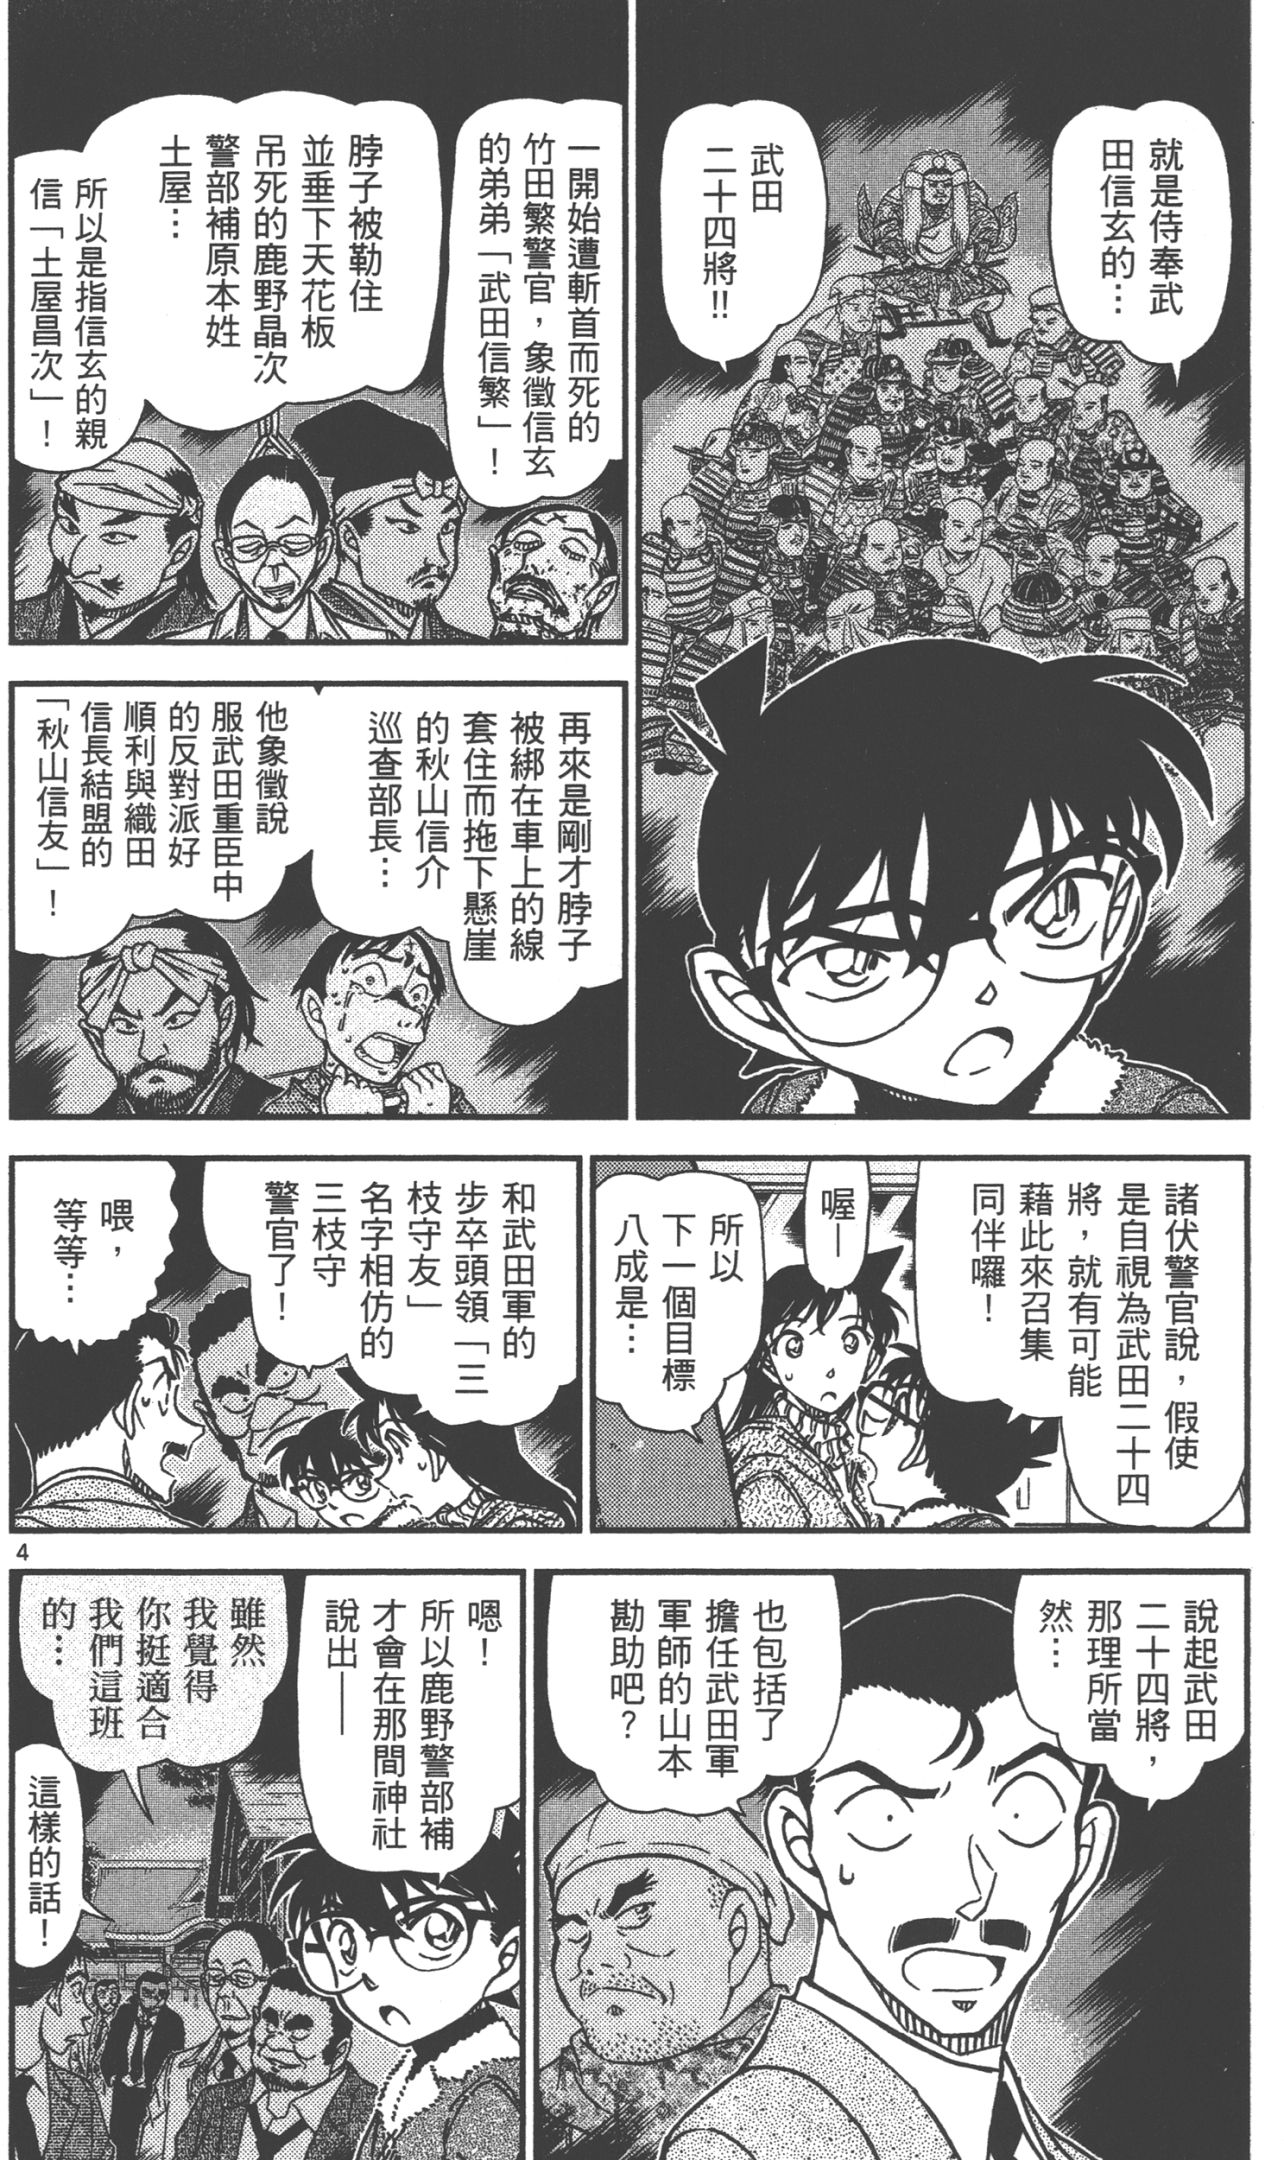 就是侍奉武
田信玄的…
武田
二十四將!!
一開始遭斬首而死的
竹田繁警官，象徵信玄
的弟弟「武田信繁」！
脖子被勒住
並垂下天花板
吊死的鹿野晶次
警部補原本姓
土屋…
所以是指信玄的親
信「土屋昌次」！
再來是剛才脖子
被綁在車上的線
套住而拖下懸崖
的秋山信介
巡查部長…
他象徵說
服武田重臣中
的反對派好
順利與織田
信長結盟的
「秋山信友」！
諸伏警官說，假使
是自視為武田二十四
將，就有可能
藉此來召集
同伴囉！
喔—
所以
下一個目標
八成是…
和武田軍的
步卒頭領「三
枝守友」
名字相仿的
三枝守
警官了！
喂，
等等…
4
說起武田
二十四將，
那理所當
然…
也包括了
擔任武田軍
軍師的山本
勘助吧？
嗯！
所以鹿野警部補
才會在那間神社
說出——
雖然
我覺得
你挺適合
我們這班
的…
這樣的話！